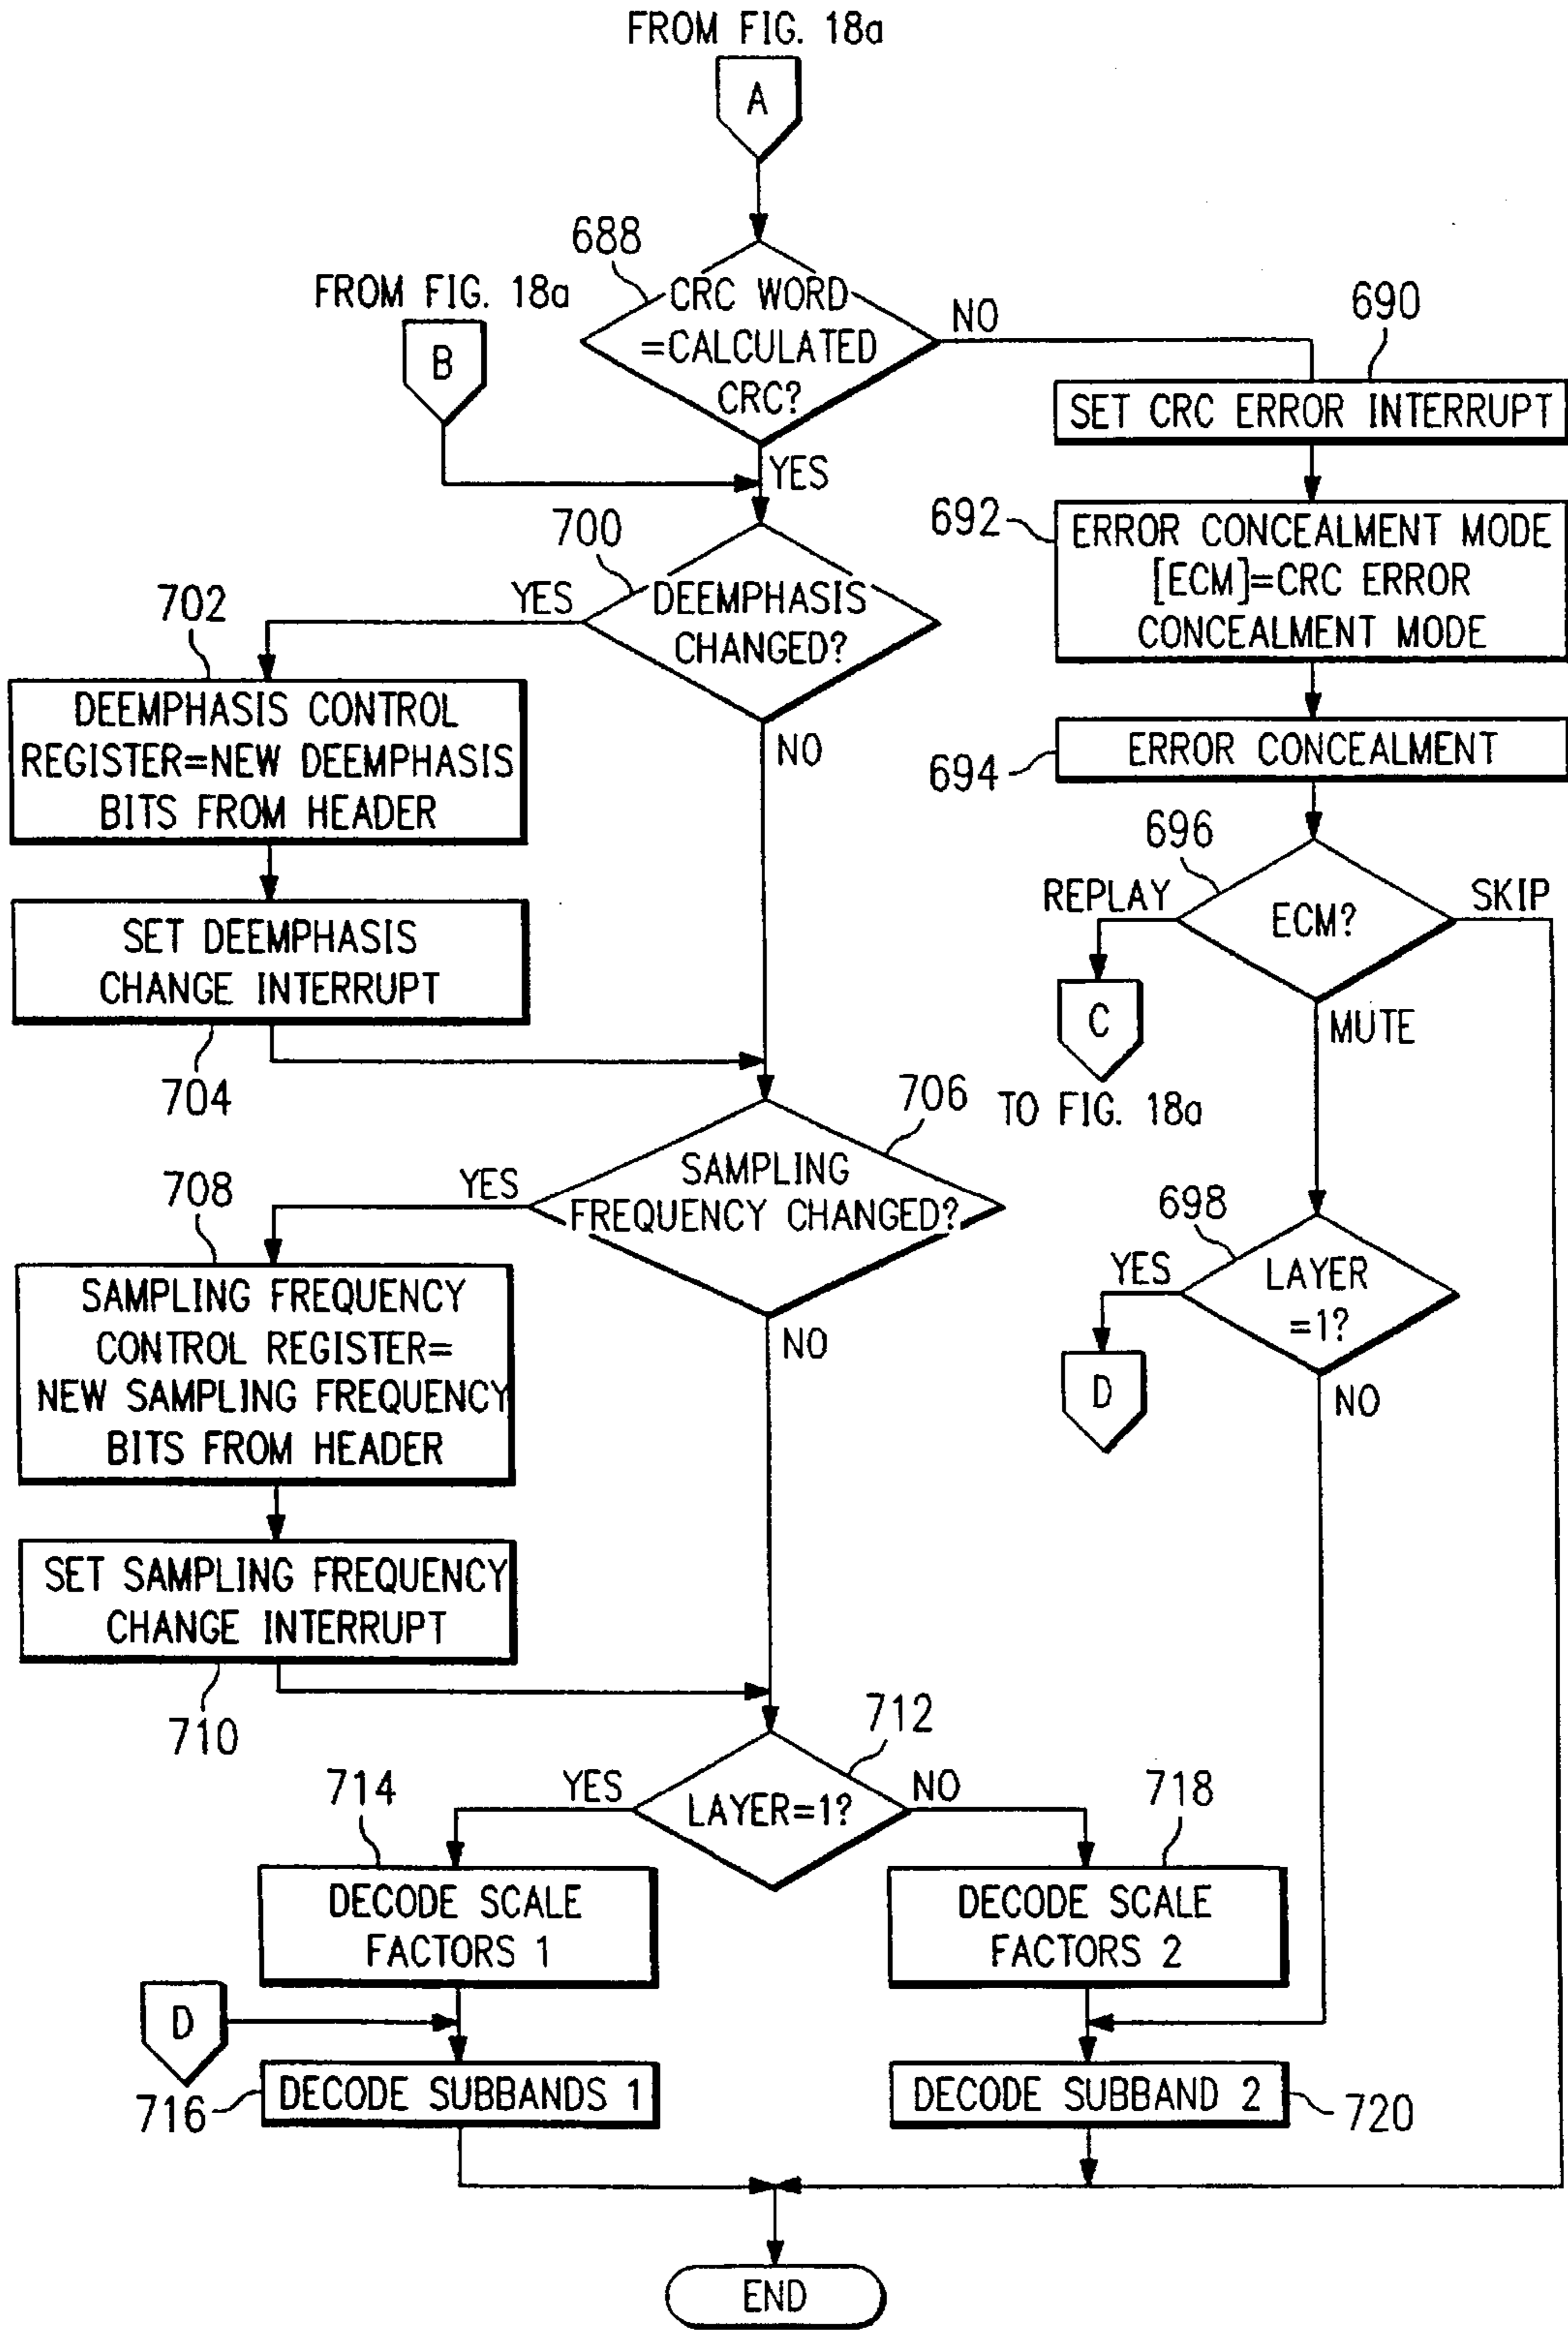 FROM FIG. 18a
A
688
CRC WORD
=CALCULATED
CRC?
NO
YES
FROM FIG. 18a
B
690
SET CRC ERROR INTERRUPT
692
ERROR CONCEALMENT MODE
[ECM]=CRC ERROR
CONCEALMENT MODE
694
ERROR CONCEALMENT
696
ECM?
REPLAY
SKIP
MUTE
C
TO FIG. 18a
698
LAYER
=1?
YES
NO
D
700
DEEMPHASIS
CHANGED?
YES
NO
702
DEEMPHASIS CONTROL
REGISTER=NEW DEEMPHASIS
BITS FROM HEADER
SET DEEMPHASIS
CHANGE INTERRUPT
704
706
SAMPLING
FREQUENCY CHANGED?
YES
NO
708
SAMPLING FREQUENCY
CONTROL REGISTER=
NEW SAMPLING FREQUENCY
BITS FROM HEADER
SET SAMPLING FREQUENCY
CHANGE INTERRUPT
710
712
LAYER=1?
YES
NO
714
DECODE SCALE
FACTORS 1
718
DECODE SCALE
FACTORS 2
D
716
DECODE SUBBANDS 1
DECODE SUBBAND 2
720
END